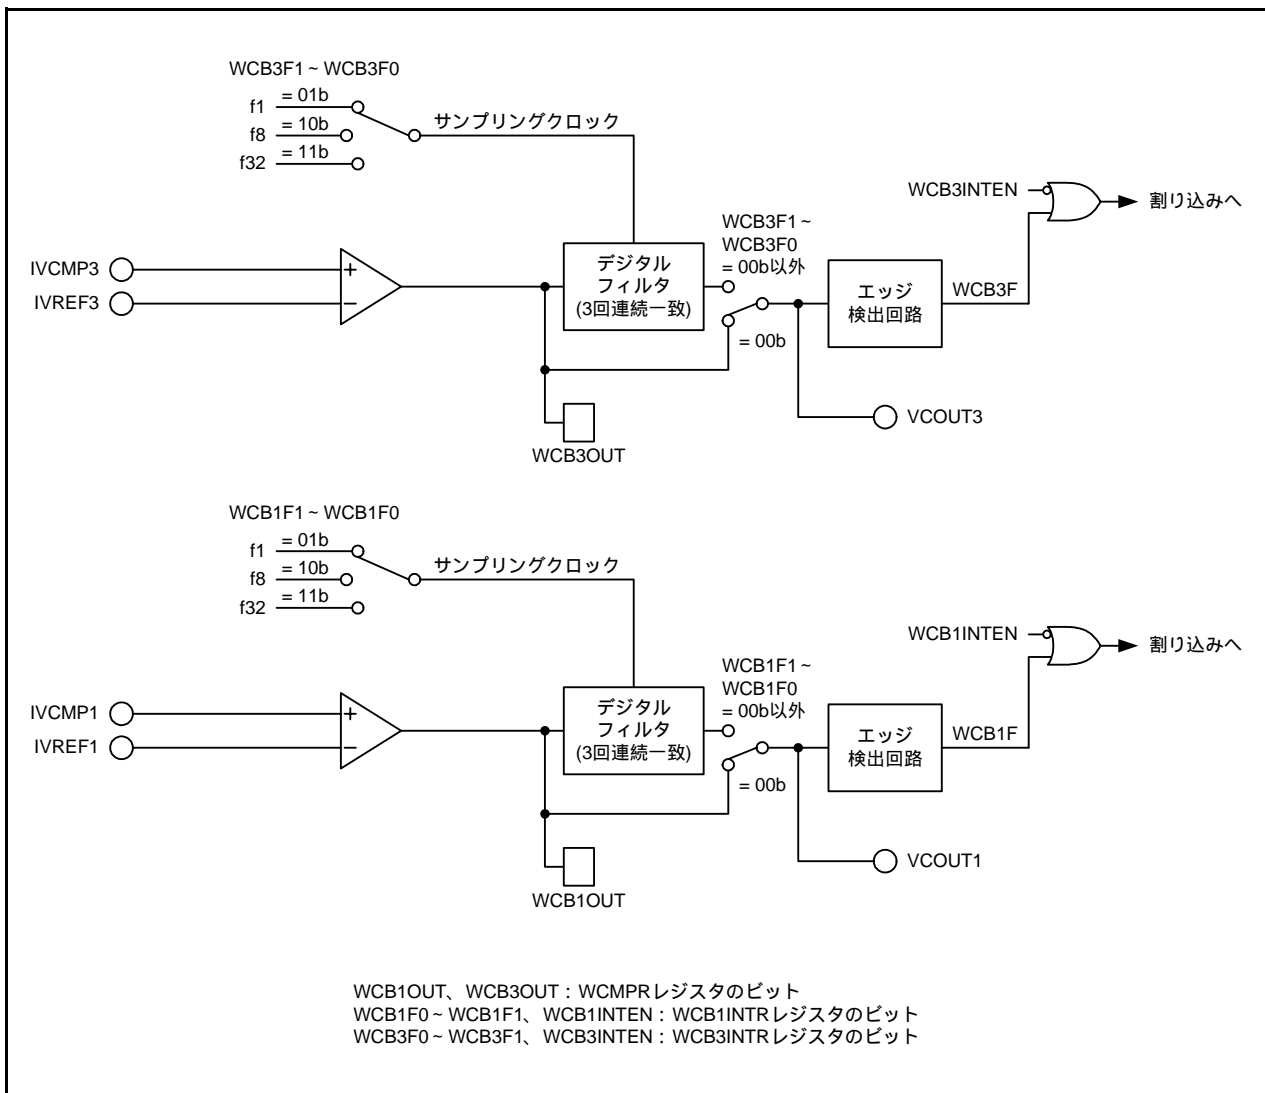 WCB3F1~WCB3F0
f1 = 01b
f8 = 10b
f32 = 11b
サンプリングクロック
WCB3INTEN
割り込みへ
WCB3F1~
WCB3F0
= 00b以外
IVCMP3
IVREF3
+
−
デジタル
フィルタ
(3回連続一致)
= 00b
エッジ
検出回路
WCB3F
VCOUT3
WCB3OUT
WCB1F1~WCB1F0
f1 = 01b
f8 = 10b
f32 = 11b
サンプリングクロック
WCB1INTEN
割り込みへ
WCB1F1~
WCB1F0
= 00b以外
IVCMP1
IVREF1
+
−
デジタル
フィルタ
(3回連続一致)
= 00b
エッジ
検出回路
WCB1F
VCOUT1
WCB1OUT
WCB1OUT、WCB3OUT:WCMPRレジスタのビット
WCB1F0~WCB1F1、WCB1INTEN:WCB1INTRレジスタのビット
WCB3F0~WCB3F1、WCB3INTEN:WCB3INTRレジスタのビット